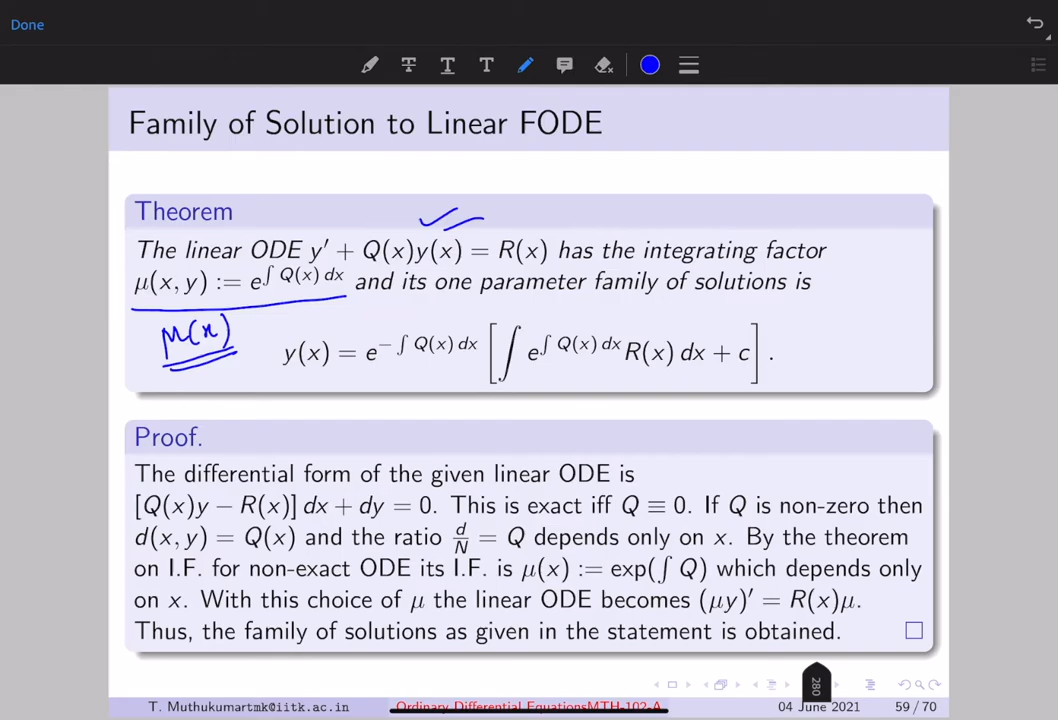 Done
Family of Solution to Linear FODE
Theorem
The linear ODE y′ + Q(x)y(x) = R(x) has the integrating factor
μ(x, y) := e^{∫ Q(x) dx} and its one parameter family of solutions is
μ(x)
y(x) = e^{−∫ Q(x) dx} [∫ e^{∫ Q(x) dx} R(x) dx + c].
Proof.
The differential form of the given linear ODE is
[Q(x)y − R(x)] dx + dy = 0. This is exact iff Q ≡ 0. If Q is non-zero then
d(x, y) = Q(x) and the ratio d/N = Q depends only on x. By the theorem
on I.F. for non-exact ODE its I.F. is μ(x) := exp(∫ Q) which depends only
on x. With this choice of μ the linear ODE becomes (μy)′ = R(x)μ.
Thus, the family of solutions as given in the statement is obtained. □
280
T. Muthukumartmk@iitk.ac.in Ordinary Differential EquationsMTH-102-A 04 June 2021 59 / 70